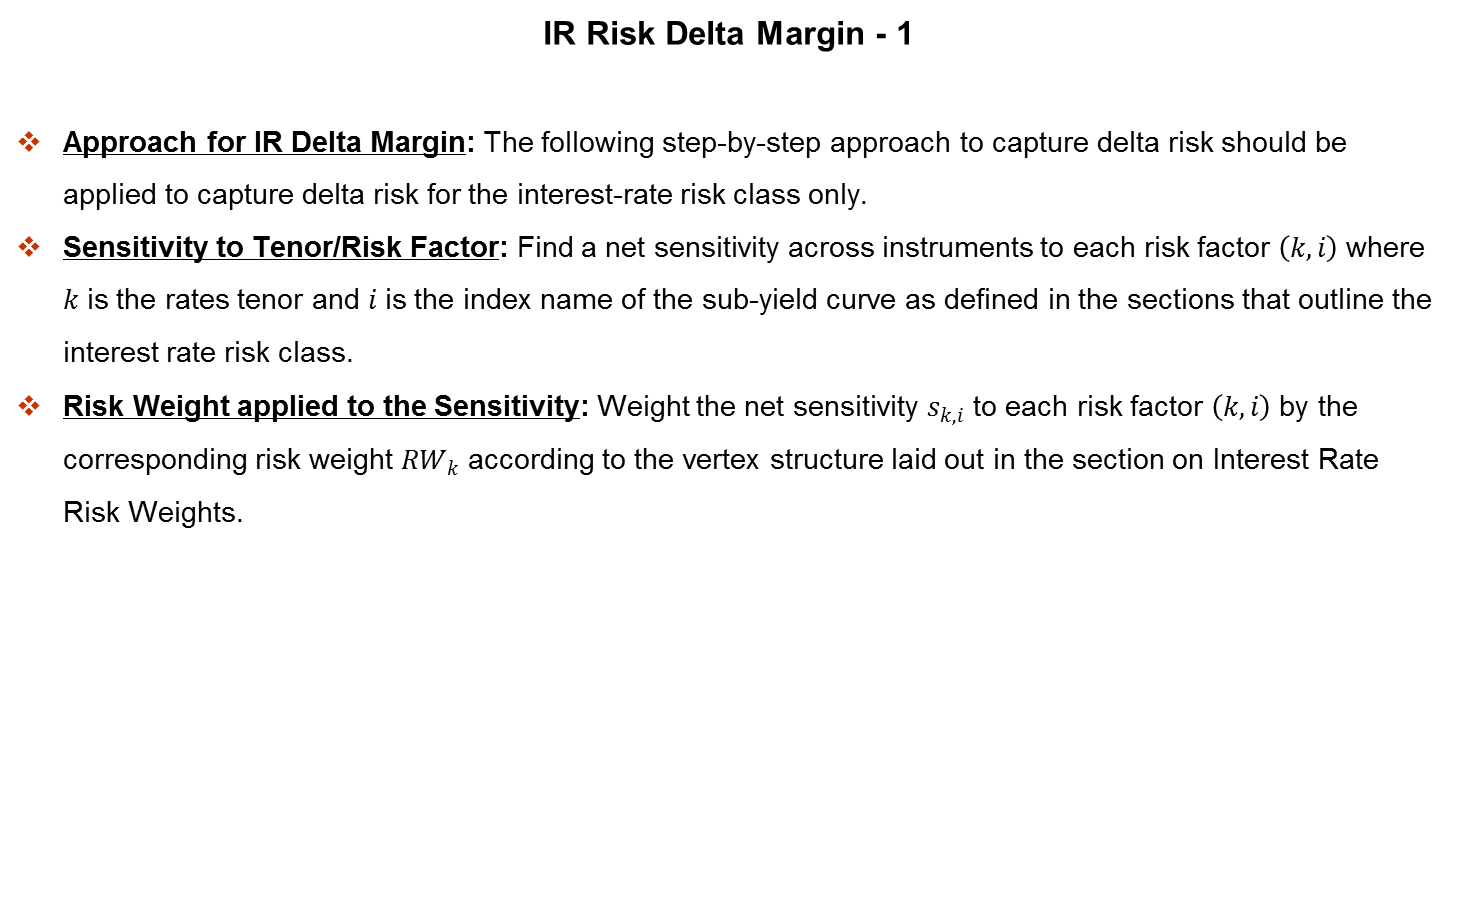 IR Risk Delta Margin - 1
❖ Approach for IR Delta Margin: The following step-by-step approach to capture delta risk should be
applied to capture delta risk for the interest-rate risk class only.
❖ Sensitivity to Tenor/Risk Factor: Find a net sensitivity across instruments to each risk factor (𝑘, 𝑖) where
𝑘 is the rates tenor and 𝑖 is the index name of the sub-yield curve as defined in the sections that outline the
interest rate risk class.
❖ Risk Weight applied to the Sensitivity: Weight the net sensitivity 𝑠𝑘,𝑖 to each risk factor (𝑘, 𝑖) by the
corresponding risk weight 𝑅𝑊𝑘 according to the vertex structure laid out in the section on Interest Rate
Risk Weights.